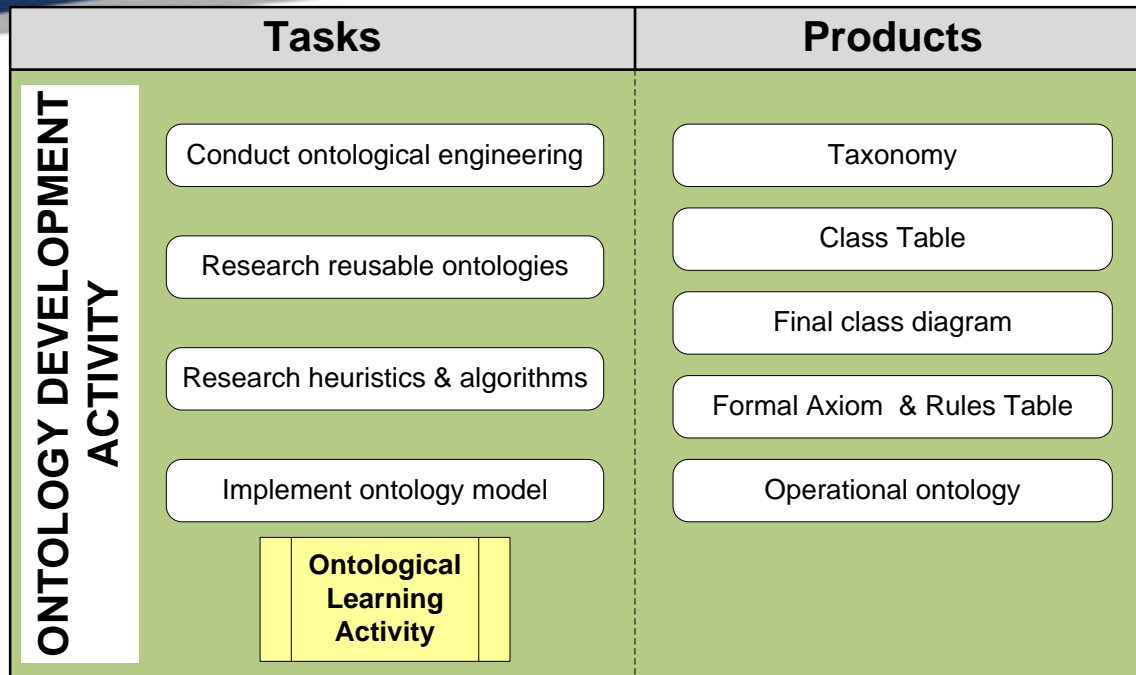 Tasks
Products
ONTOLOGY DEVELOPMENT
ACTIVITY
Conduct ontological engineering
Research reusable ontologies
Research heuristics & algorithms
Implement ontology model
Ontological
Learning
Activity
Taxonomy
Class Table
Final class diagram
Formal Axiom  & Rules Table
Operational ontology